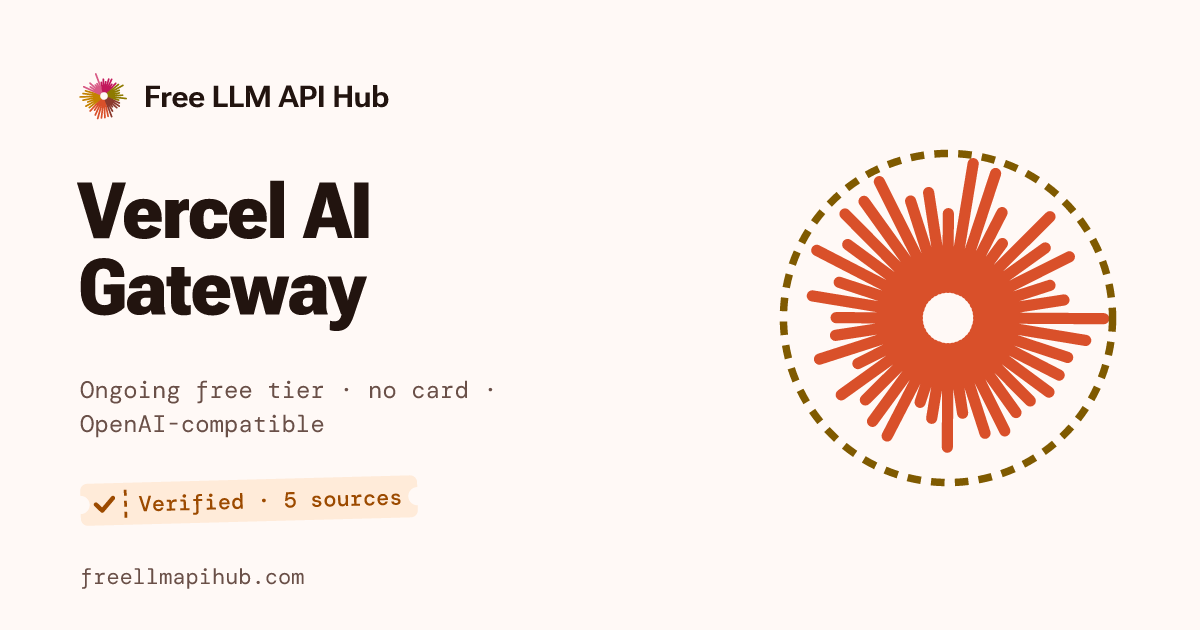 Free LLM API Hub
Vercel AI
Gateway
Ongoing free tier · no card ·
OpenAI-compatible
Verified · 5 sources
freellmapihub.com